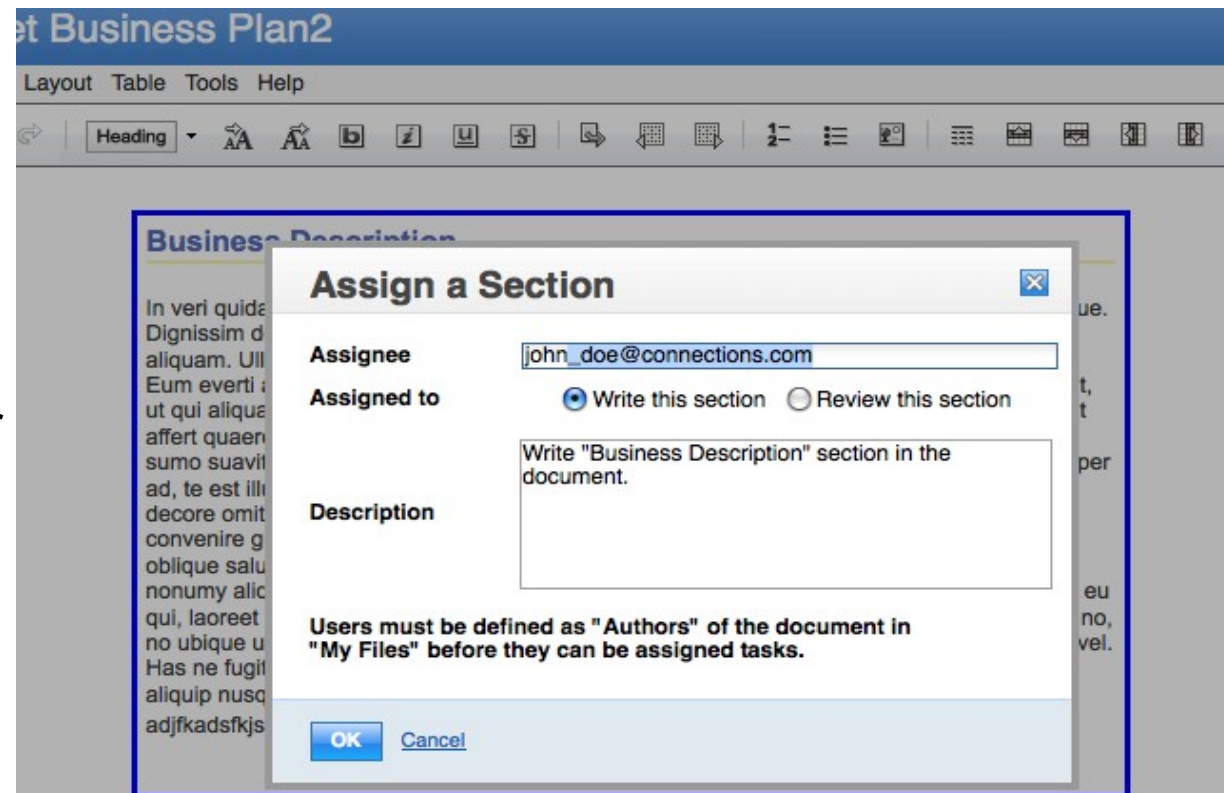 et Business Plan2
Layout Table Tools Help
Heading
Business Description
Assign a Section
In veri quida
ue.
Dignissim d
aliquam. Ull
Assignee john_doe@connections.com
Eum everti a
t,
Assigned to Write this section Review this section
ut qui aliqua
t
affert quaer
Write "Business Description" section in the
sumo suavit
per
document.
ad, te est illu
decore omit
Description
convenire g
oblique salu
nonumy alic
eu
qui, laoreet
no,
Users must be defined as "Authors" of the document in
no ubique u
vel.
"My Files" before they can be assigned tasks.
Has ne fugit
aliquip nusq
adjfkadsfkjs
OK Cancel